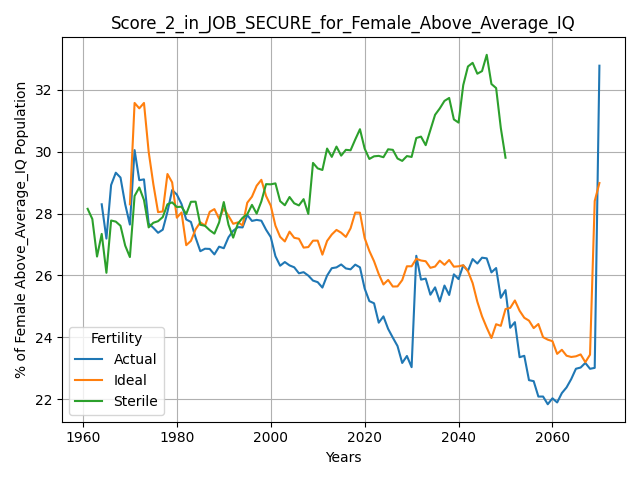 Score_2_in_JOB_SECURE_for_Female_Above_Average_IQ
% of Female Above_Average_IQ Population
32
30
28
26
24
22
Fertility
Actual
Ideal
Sterile
1960 1980 2000 2020 2040 2060
Years